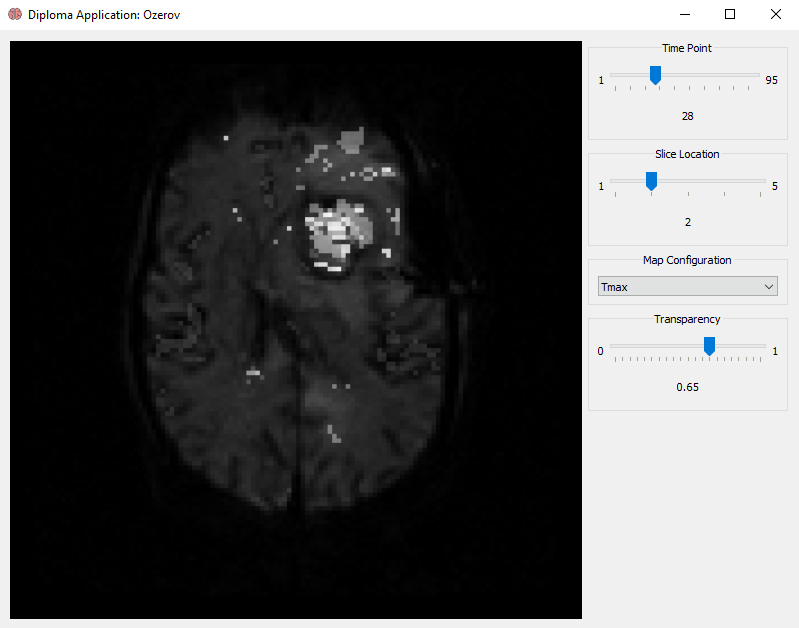 Diploma Application: Ozerov
Time Point
1 95
28
Slice Location
1 5
2
Map Configuration
Tmax
Transparency
0 1
0.65